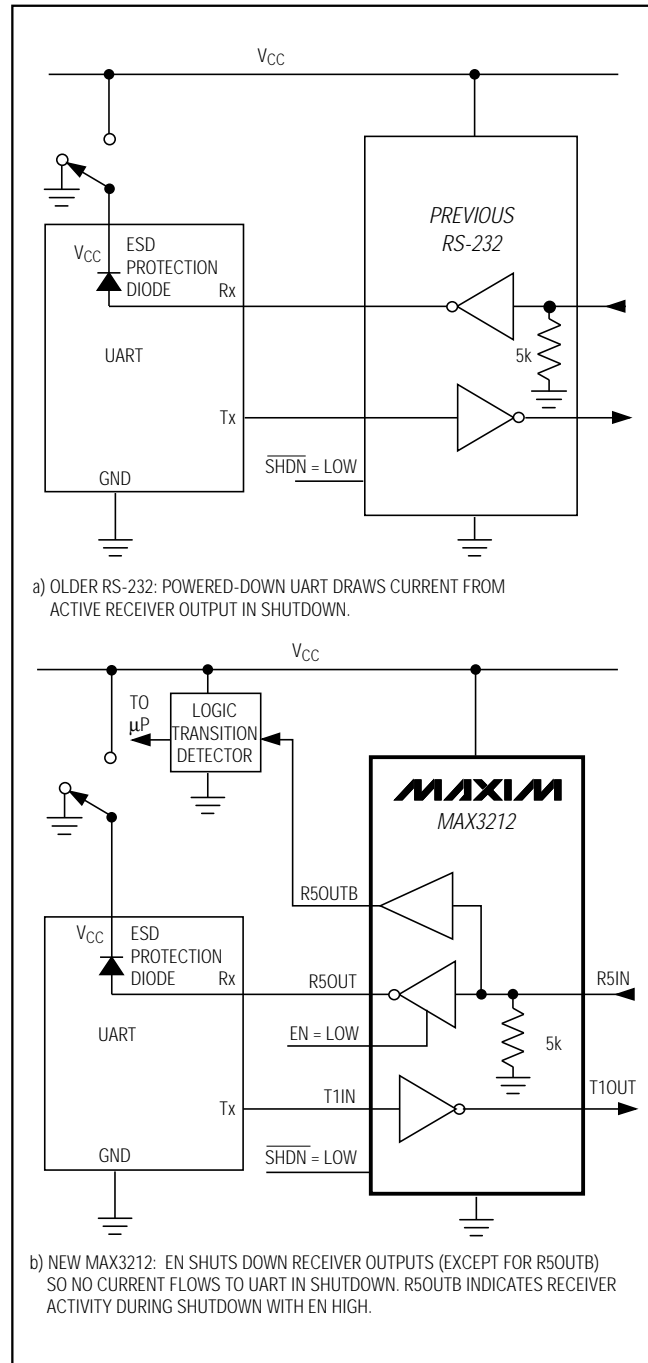 VCC
PREVIOUS
RS-232
VCC
ESD
PROTECTION
DIODE
Rx
UART
5k
Tx
SHDN = LOW
GND
a) OLDER RS-232: POWERED-DOWN UART DRAWS CURRENT FROM
ACTIVE RECEIVER OUTPUT IN SHUTDOWN.
VCC
TO
µP
LOGIC
TRANSITION
DETECTOR
MAXIM
MAX3212
R5OUTB
VCC
ESD
PROTECTION
DIODE
Rx
R5OUT
R5IN
UART
EN = LOW
5k
Tx
T1IN
T1OUT
GND
SHDN = LOW
b) NEW MAX3212: EN SHUTS DOWN RECEIVER OUTPUTS (EXCEPT FOR R5OUTB)
SO NO CURRENT FLOWS TO UART IN SHUTDOWN. R5OUTB INDICATES RECEIVER
ACTIVITY DURING SHUTDOWN WITH EN HIGH.